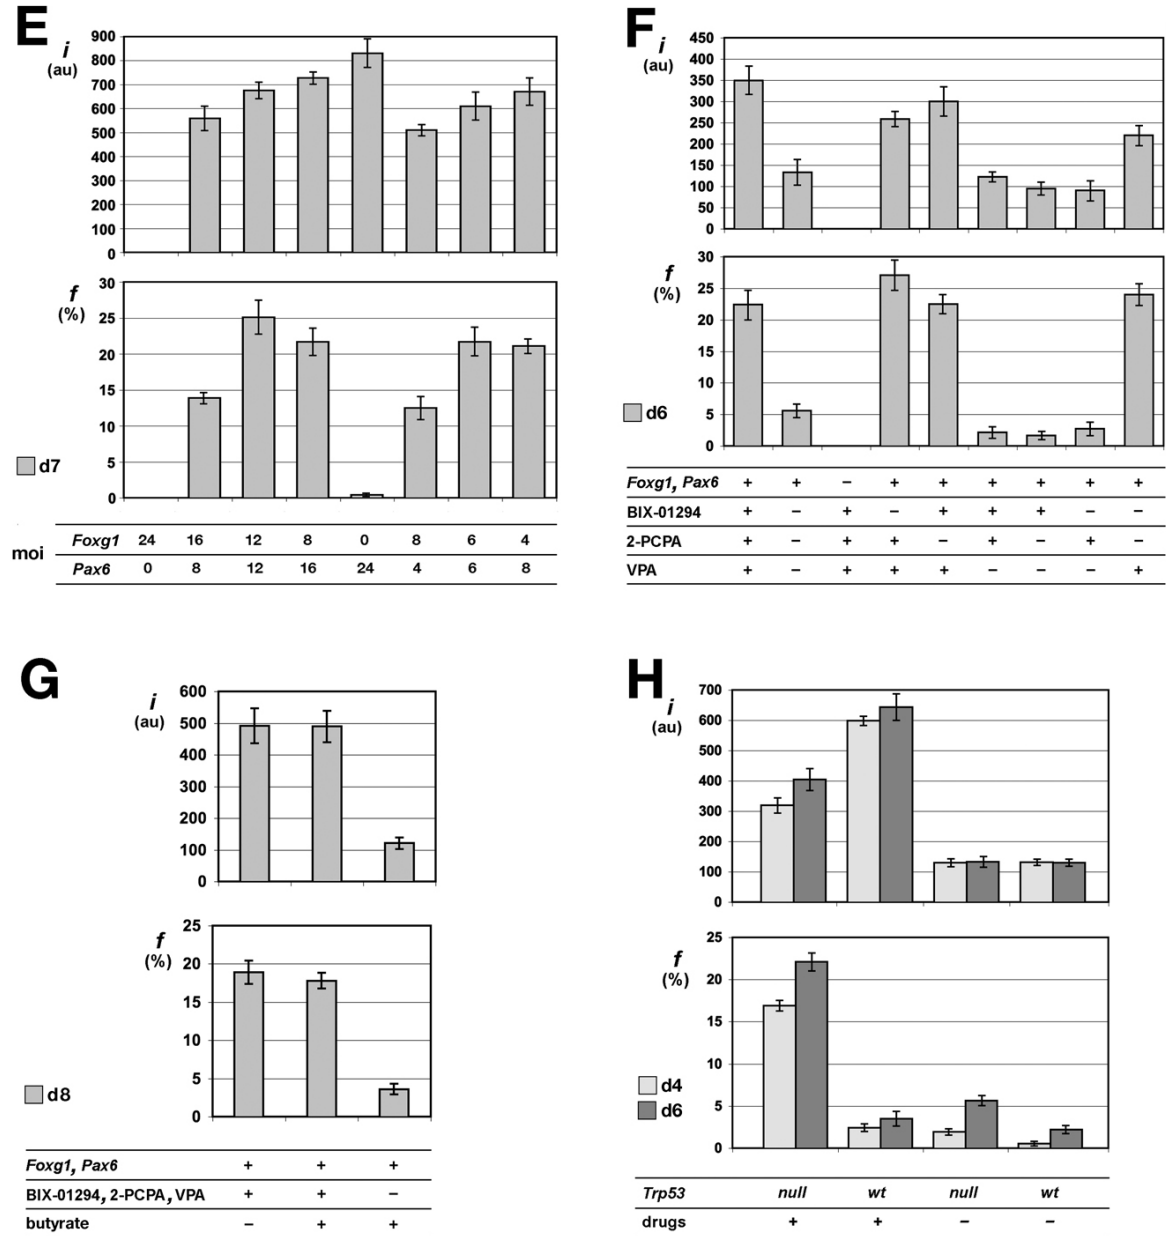 E
i
(au)
900
800
700
600
500
400
300
200
100
0
f
(%)
30
25
20
15
10
5
0
d7
moi
Foxg1 24 16 12 8 0 8 6 4
Pax6 0 8 12 16 24 4 6 8
F
i
(au)
450
400
350
300
250
200
150
100
50
0
f
(%)
30
25
20
15
10
5
0
d6
Foxg1, Pax6 + + – + + + + + +
BIX-01294 + – + – + + + – –
2-PCPA + – + + – + – + –
VPA + – + + + – – – +
G
i
(au)
600
500
400
300
200
100
0
f
(%)
25
20
15
10
5
0
d8
Foxg1, Pax6 + + +
BIX-01294, 2-PCPA, VPA + + –
butyrate – + +
H
i
(au)
700
600
500
400
300
200
100
0
f
(%)
25
20
15
10
5
0
d4
d6
Trp53 null wt null wt
drugs + + – –